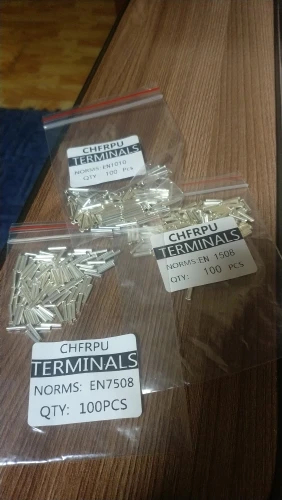 CHFRPU
TERMINALS
NORMS: EN1010
QTY: 100 PCS
CHFRPU
TERMINALS
NORMS: EN 1508
QTY: 100 PCS
CHFRPU
TERMINALS
NORMS: EN7508
QTY: 100PCS